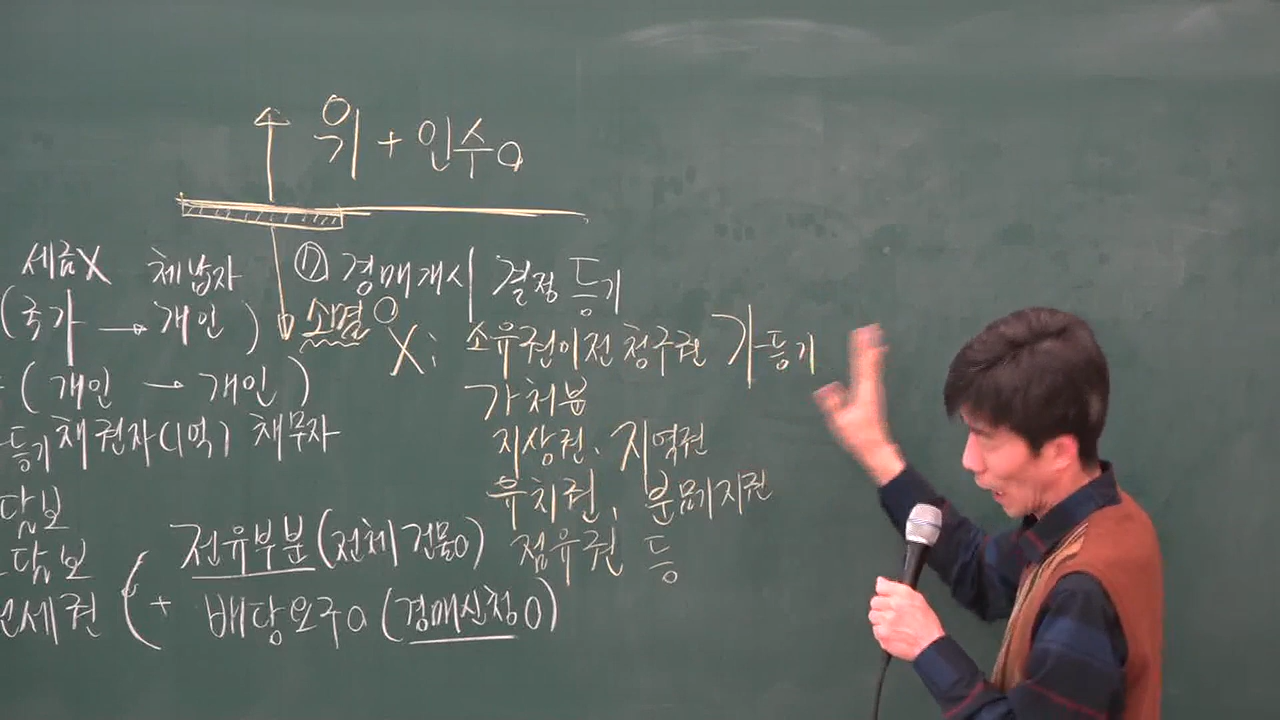 ↑ 위 + 인수o
세금X 체납자
(국가 → 개인)
↓ 소멸○
( 개인 → 개인 )
등기 채권자(1억) 채무자
담보
담보
세권
( 전유부분(전체건물o)
+ 배당요구o (경매신청o)
⑰ 경매개시 결정 등기
X : 소유권이전청구권 가등기
가처분
지상권, 지역권
유치권, 분묘기지권
점유권 등